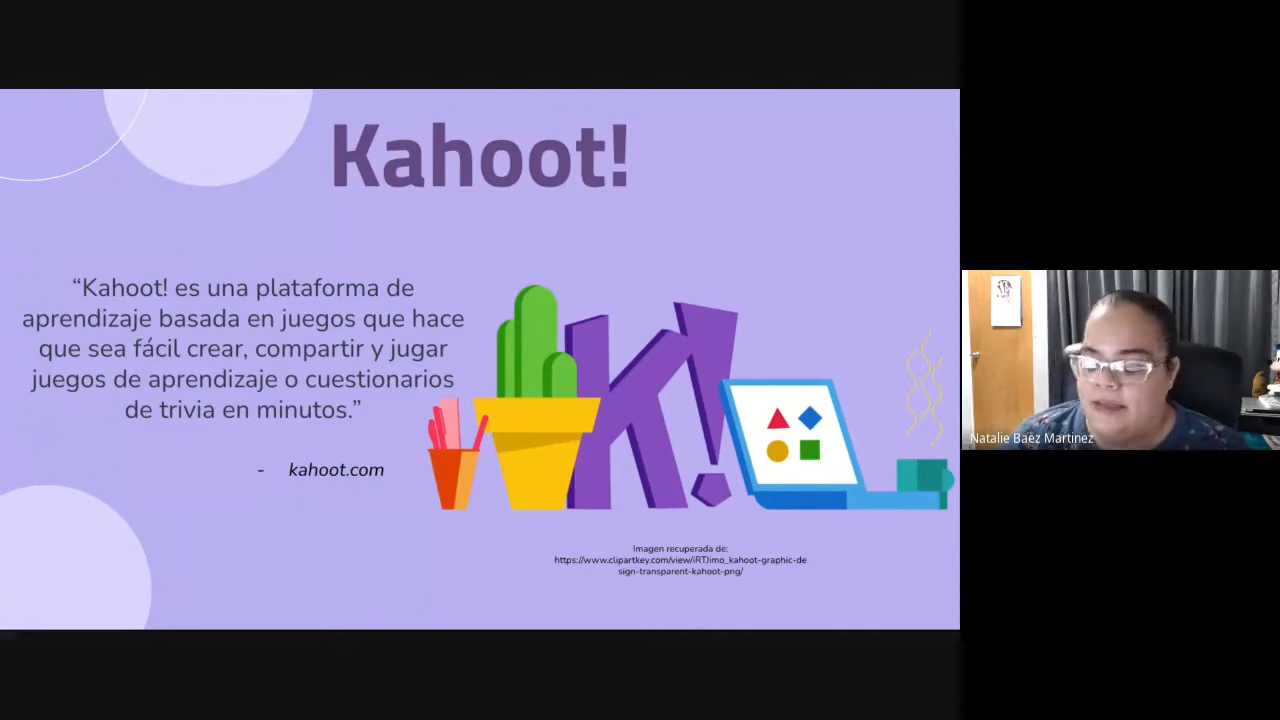 Kahoot!
“Kahoot! es una plataforma de
aprendizaje basada en juegos que hace
que sea fácil crear, compartir y jugar
juegos de aprendizaje o cuestionarios
de trivia en minutos.”
- kahoot.com
K!
Imagen recuperada de:
https://www.clipartkey.com/view/iRTJimo_kahoot-graphic-de
sign-transparent-kahoot-png/
Natalie Baéz Martinez